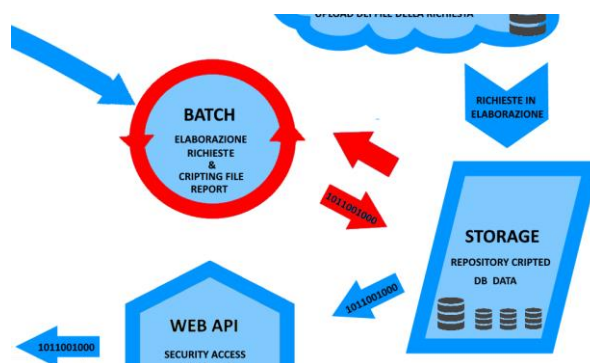 UPLOAD DEI FILE DELLA RICHIESTA
BATCH
ELABORAZIONE
RICHIESTE
&
CRIPTING FILE
REPORT
RICHIESTE IN
ELABORAZIONE
1011001000
STORAGE
REPOSITORY CRIPTED
DB DATA
1011001000
WEB API
SECURITY ACCESS
1011001000